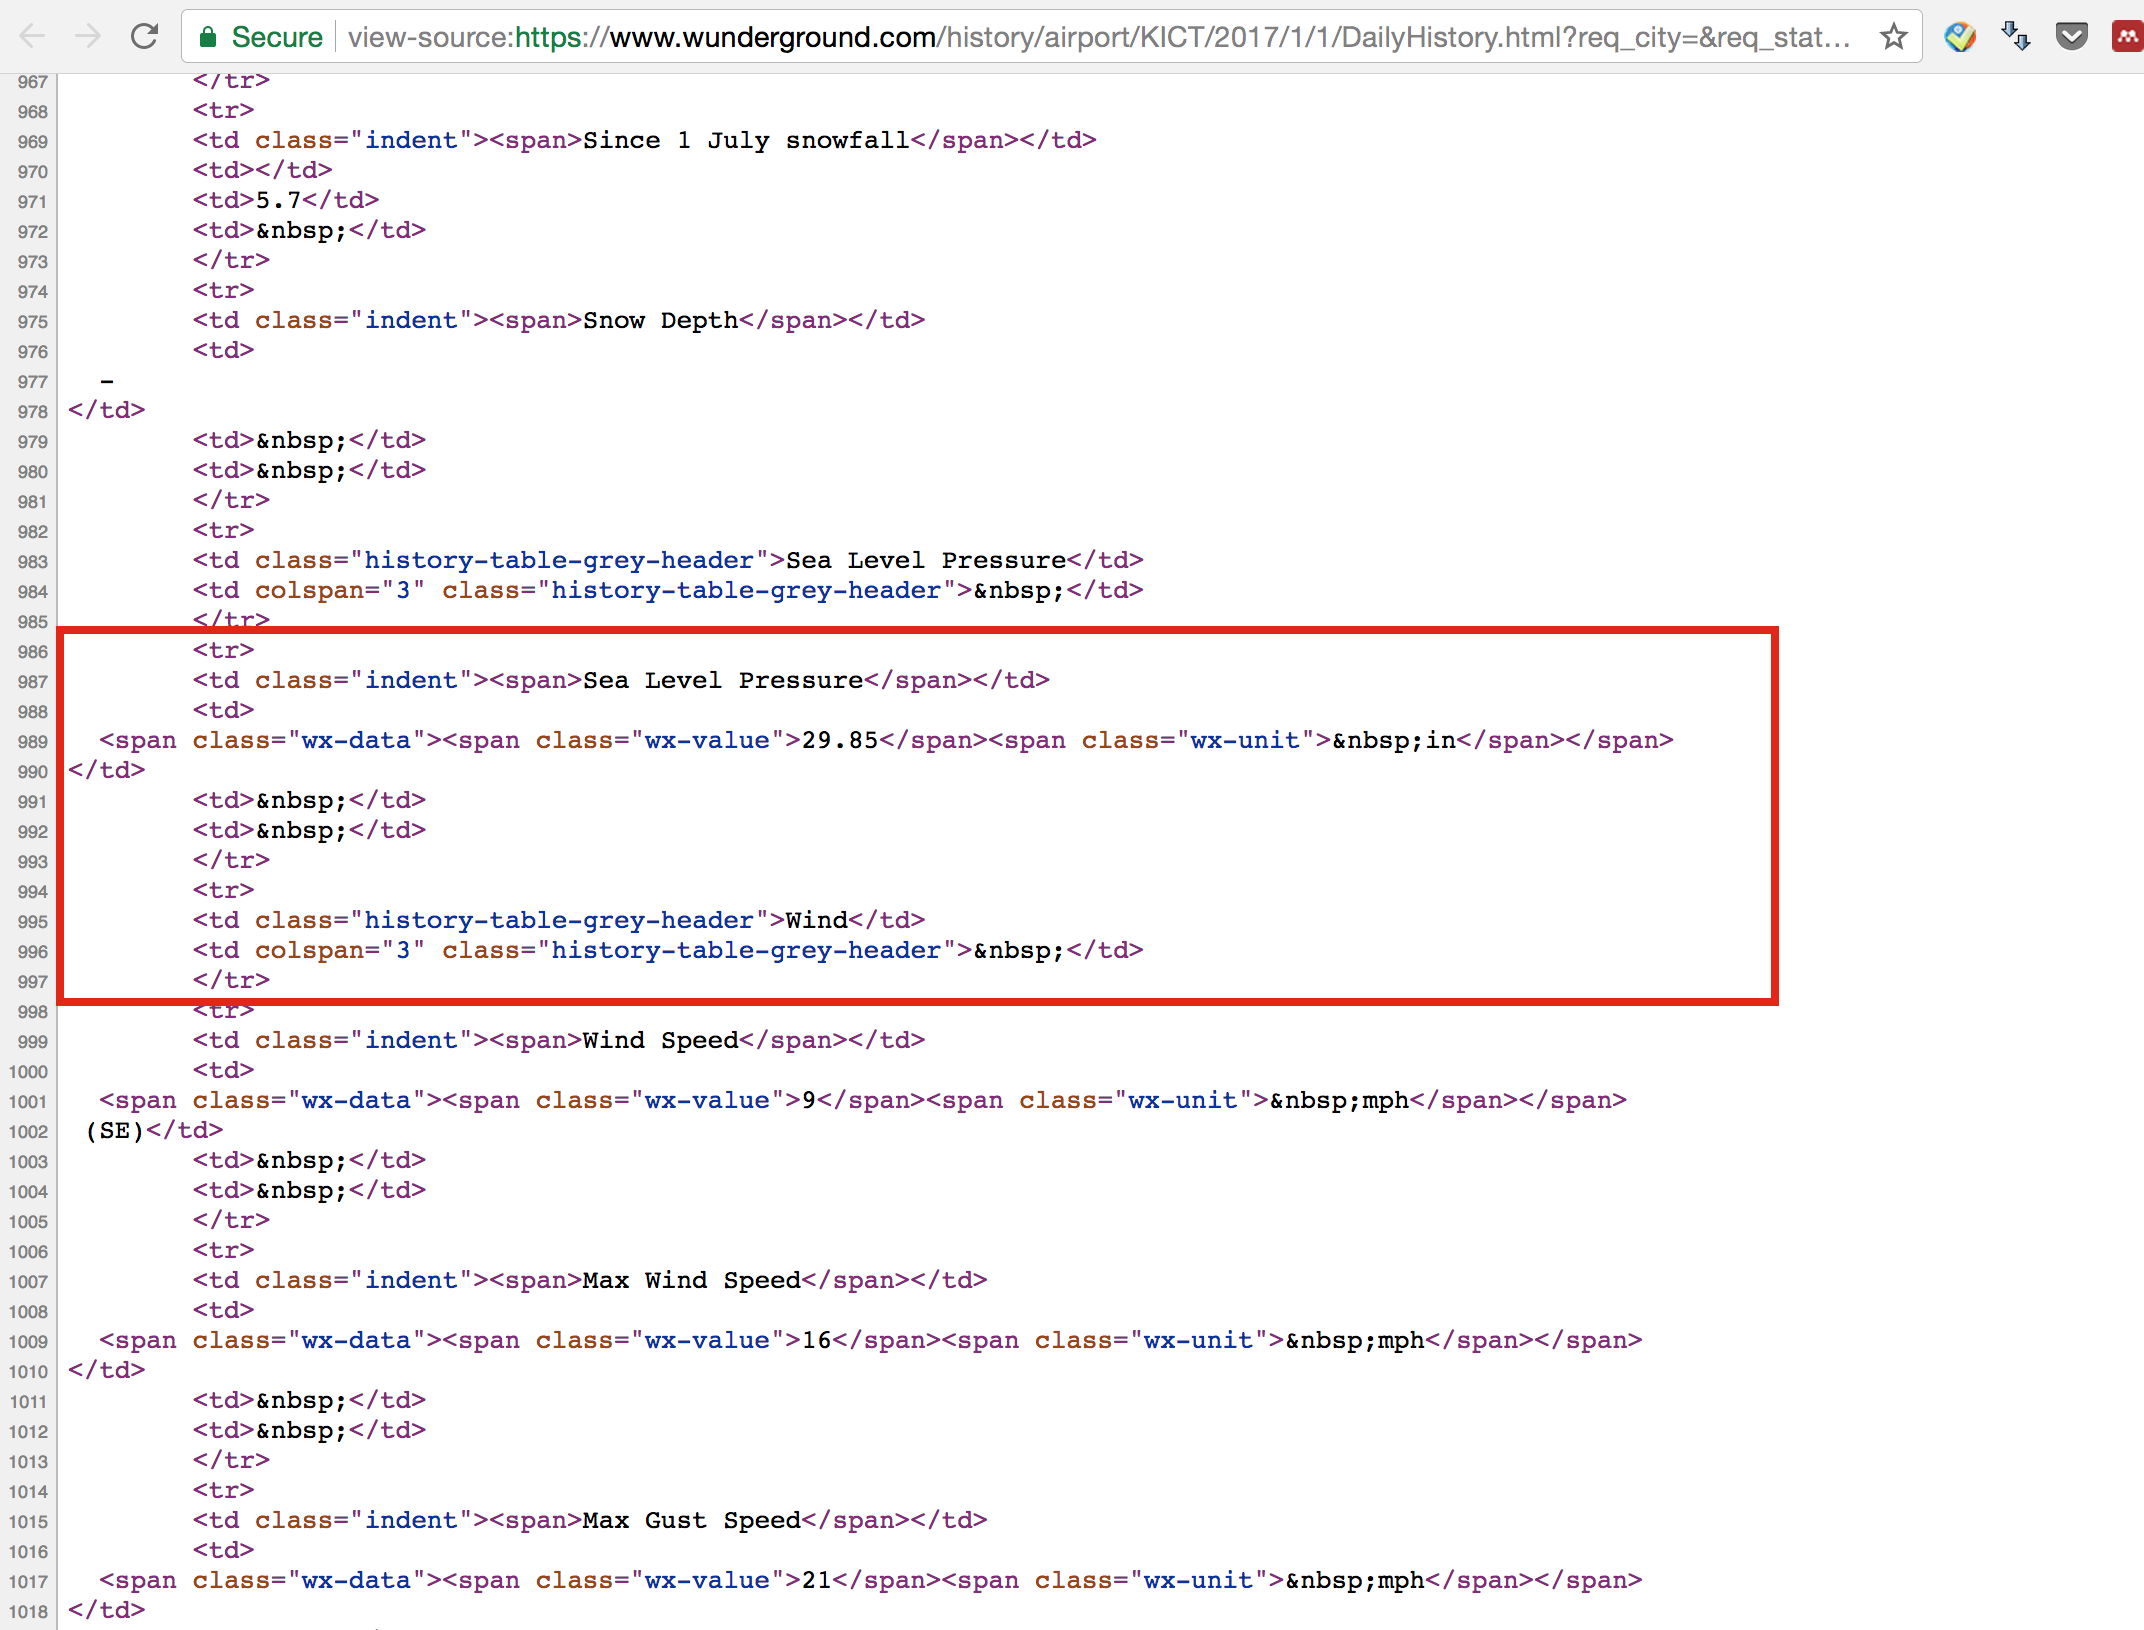 Secure view-source:https://www.wunderground.com/history/airport/KICT/2017/1/1/DailyHistory.html?req_city=&req_stat...
967 </tr>
968 <tr>
969 <td class="indent"><span>Since 1 July snowfall</span></td>
970 <td></td>
971 <td>5.7</td>
972 <td>&nbsp;</td>
973 </tr>
974 <tr>
975 <td class="indent"><span>Snow Depth</span></td>
976 <td>
977 -
978 </td>
979 <td>&nbsp;</td>
980 <td>&nbsp;</td>
981 </tr>
982 <tr>
983 <td class="history-table-grey-header">Sea Level Pressure</td>
984 <td colspan="3" class="history-table-grey-header">&nbsp;</td>
985 </tr>
986 <tr>
987 <td class="indent"><span>Sea Level Pressure</span></td>
988 <td>
989 <span class="wx-data"><span class="wx-value">29.85</span><span class="wx-unit">&nbsp;in</span></span>
990 </td>
991 <td>&nbsp;</td>
992 <td>&nbsp;</td>
993 </tr>
994 <tr>
995 <td class="history-table-grey-header">Wind</td>
996 <td colspan="3" class="history-table-grey-header">&nbsp;</td>
997 </tr>
998 <tr>
999 <td class="indent"><span>Wind Speed</span></td>
1000 <td>
1001 <span class="wx-data"><span class="wx-value">9</span><span class="wx-unit">&nbsp;mph</span></span>
1002 (SE)</td>
1003 <td>&nbsp;</td>
1004 <td>&nbsp;</td>
1005 </tr>
1006 <tr>
1007 <td class="indent"><span>Max Wind Speed</span></td>
1008 <td>
1009 <span class="wx-data"><span class="wx-value">16</span><span class="wx-unit">&nbsp;mph</span></span>
1010 </td>
1011 <td>&nbsp;</td>
1012 <td>&nbsp;</td>
1013 </tr>
1014 <tr>
1015 <td class="indent"><span>Max Gust Speed</span></td>
1016 <td>
1017 <span class="wx-data"><span class="wx-value">21</span><span class="wx-unit">&nbsp;mph</span></span>
1018 </td>